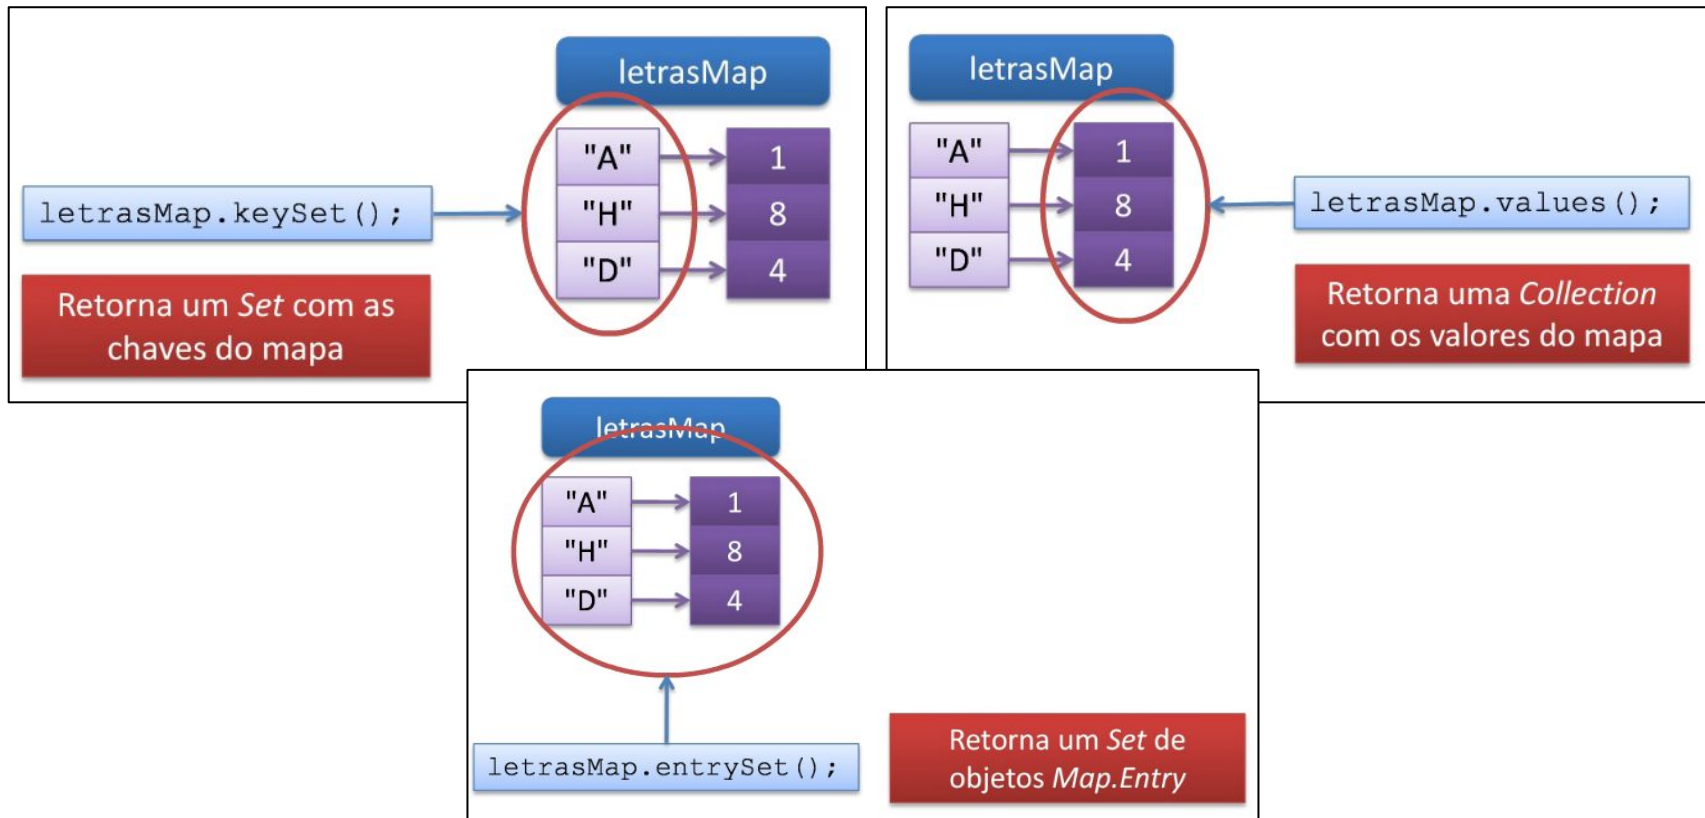 letrasMap
"A" 1
"H" 8
"D" 4
letrasMap.keySet();
Retorna um Set com as
chaves do mapa
letrasMap
"A" 1
"H" 8
"D" 4
letrasMap.values();
Retorna uma Collection
com os valores do mapa
letrasMap
"A" 1
"H" 8
"D" 4
letrasMap.entrySet();
Retorna um Set de
objetos Map.Entry